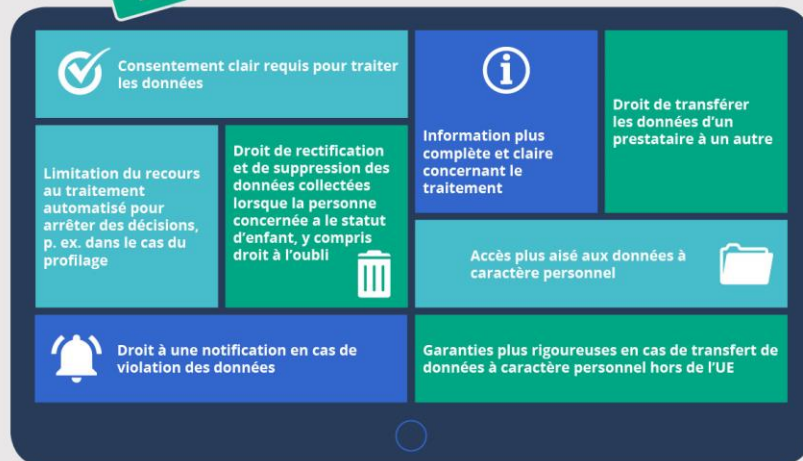 Consentement clair requis pour traiter
les données
Information plus
complète et claire
concernant le
traitement
Droit de transférer
les données d'un
prestataire à un autre
Limitation du recours
au traitement
automatisé pour
arrêter des décisions,
p. ex. dans le cas du
profilage
Droit de rectification
et de suppression des
données collectées
lorsque la personne
concernée a le statut
d'enfant, y compris
droit à l'oubli
Accès plus aisé aux données à
caractère personnel
Droit à une notification en cas de
violation des données
Garanties plus rigoureuses en cas de transfert de
données à caractère personnel hors de l'UE